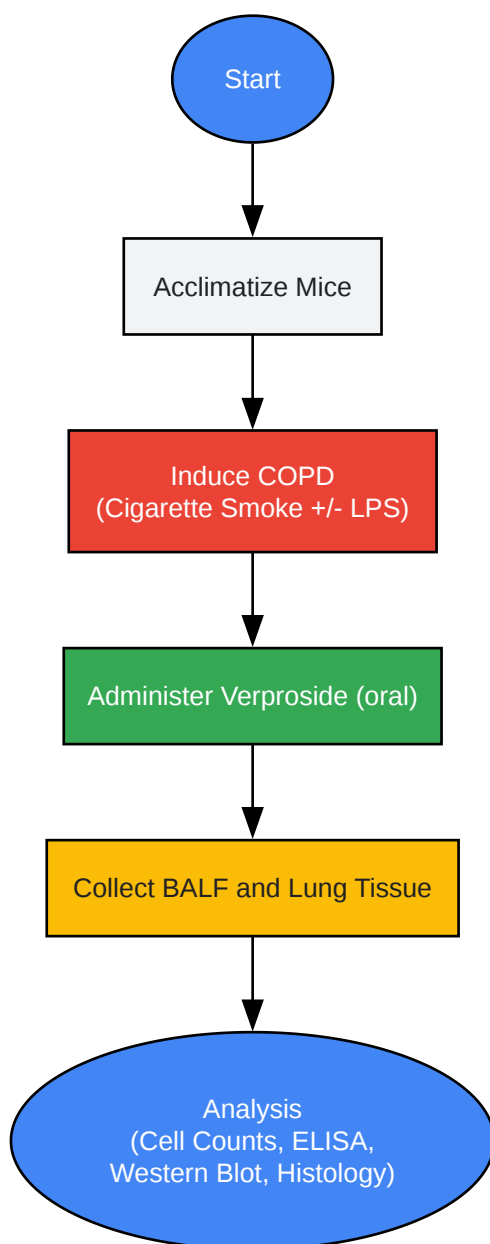 Start
Acclimatize Mice
Induce COPD
(Cigarette Smoke +/- LPS)
Administer Verproside (oral)
Collect BALF and Lung Tissue
Analysis
(Cell Counts, ELISA,
Western Blot, Histology)